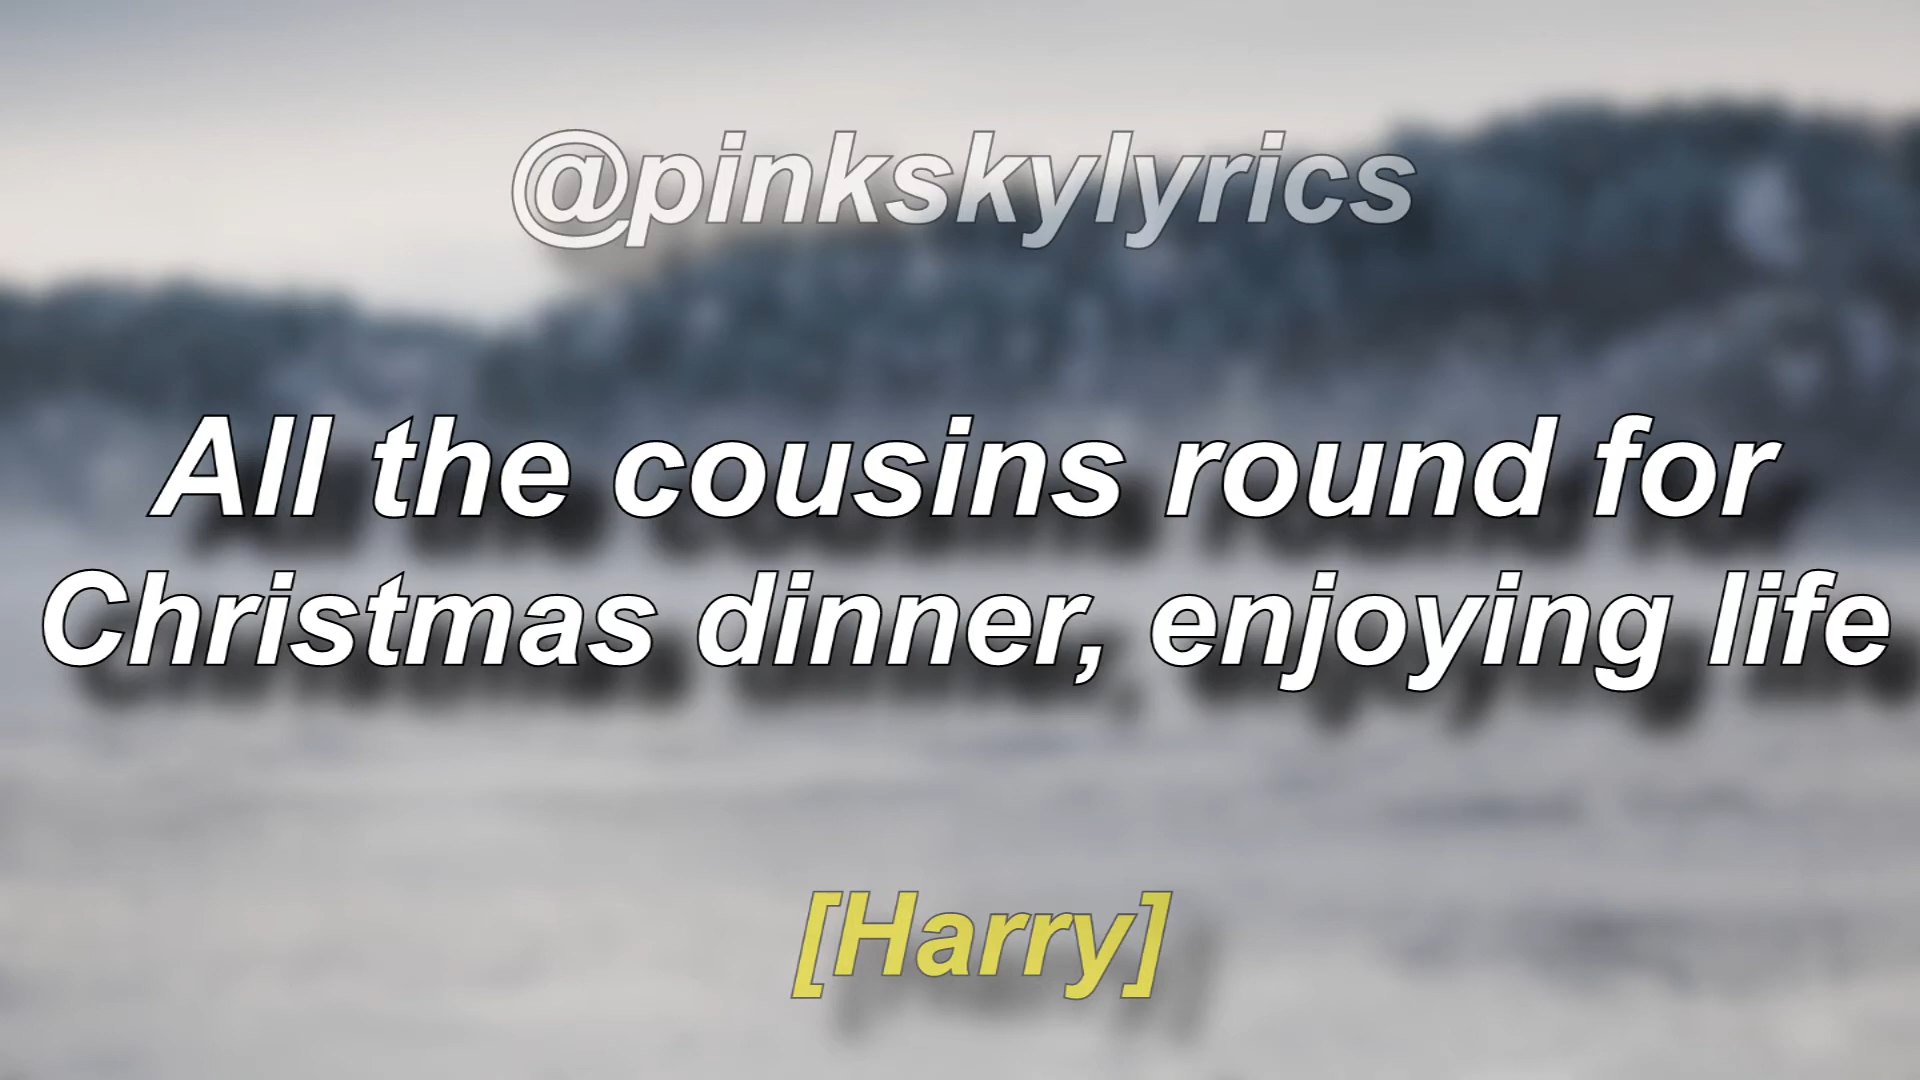 @pinkskylyrics
All the cousins round for
Christmas dinner, enjoying life
[Harry]